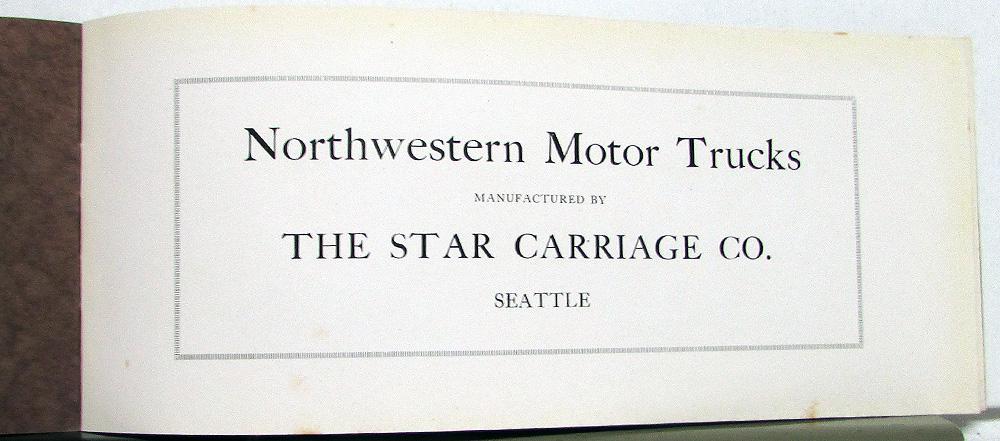 Northwestern Motor Trucks
MANUFACTURED BY
THE STAR CARRIAGE CO.
SEATTLE